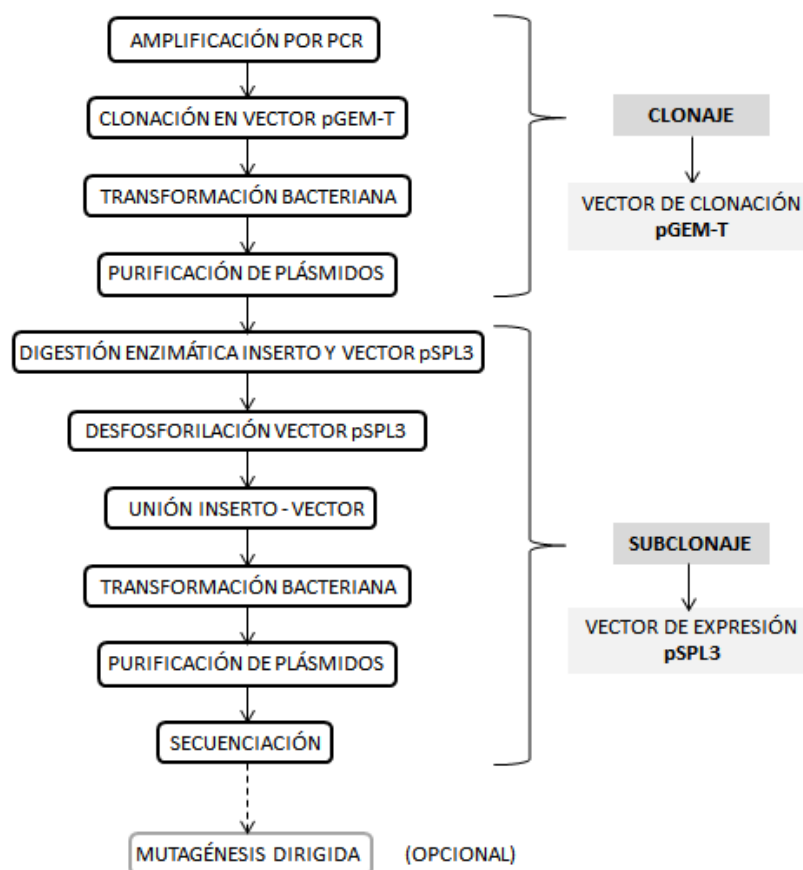 AMPLIFICACIÓN POR PCR
CLONACIÓN EN VECTOR pGEM-T
TRANSFORMACIÓN BACTERIANA
PURIFICACIÓN DE PLÁSMIDOS
CLONAJE
VECTOR DE CLONACIÓN
pGEM-T
DIGESTIÓN ENZIMÁTICA INSERTO Y VECTOR pSPL3
DESFOSFORILACIÓN VECTOR pSPL3
UNIÓN INSERTO - VECTOR
TRANSFORMACIÓN BACTERIANA
PURIFICACIÓN DE PLÁSMIDOS
SECUENCIACIÓN
SUBCLONAJE
VECTOR DE EXPRESIÓN
pSPL3
MUTAGÉNESIS DIRIGIDA (OPCIONAL)